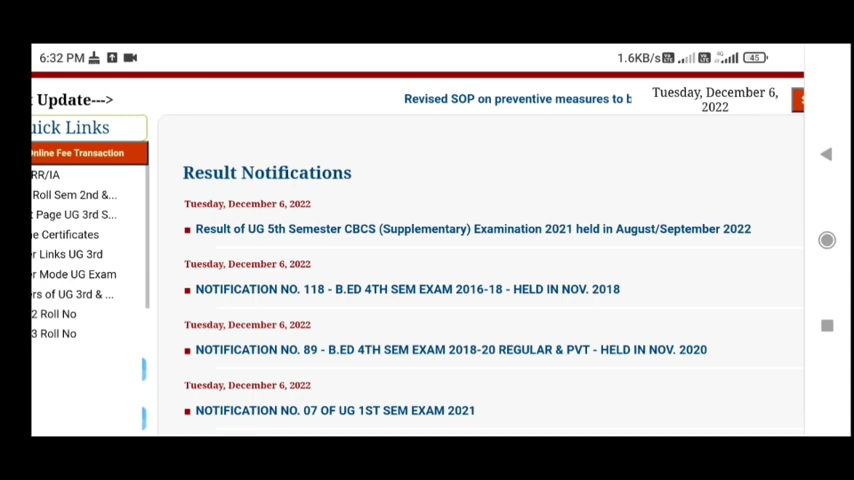 6:32 PM
1.6KB/s
4G
45
t Update--->
Revised SOP on preventive measures to b
Tuesday, December 6,
2022
uick Links
nline Fee Transaction
RR/IA
Roll Sem 2nd &...
t Page UG 3rd S...
ne Certificates
er Links UG 3rd
er Mode UG Exam
ers of UG 3rd & ...
2 Roll No
3 Roll No
Result Notifications
Tuesday, December 6, 2022
Result of UG 5th Semester CBCS (Supplementary) Examination 2021 held in August/September 2022
Tuesday, December 6, 2022
NOTIFICATION NO. 118 - B.ED 4TH SEM EXAM 2016-18 - HELD IN NOV. 2018
Tuesday, December 6, 2022
NOTIFICATION NO. 89 - B.ED 4TH SEM EXAM 2018-20 REGULAR & PVT - HELD IN NOV. 2020
Tuesday, December 6, 2022
NOTIFICATION NO. 07 OF UG 1ST SEM EXAM 2021